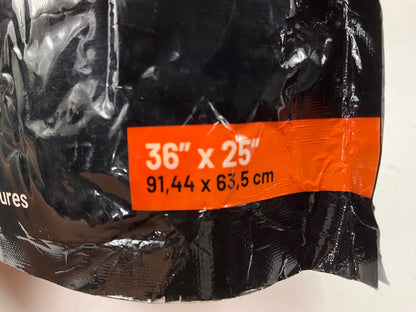 36" x 25"
91,44 x 63,5 cm
ures